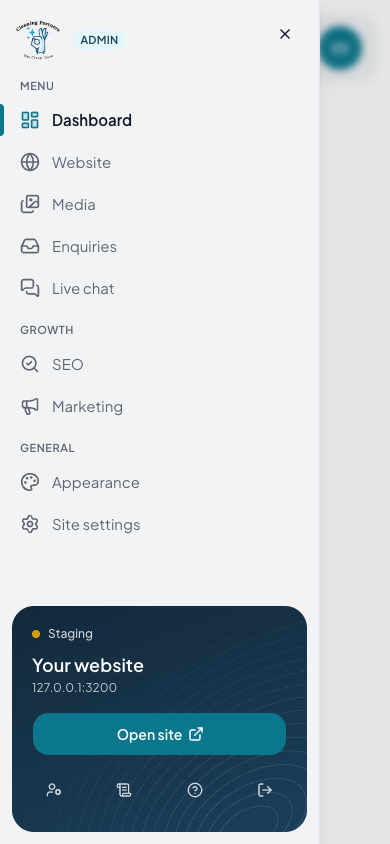 Cleaning Partners
The Clean Team
ADMIN
MENU
Dashboard
Website
Media
Enquiries
Live chat
GROWTH
SEO
Marketing
GENERAL
Appearance
Site settings
Staging
Your website
127.0.0.1:3200
Open site